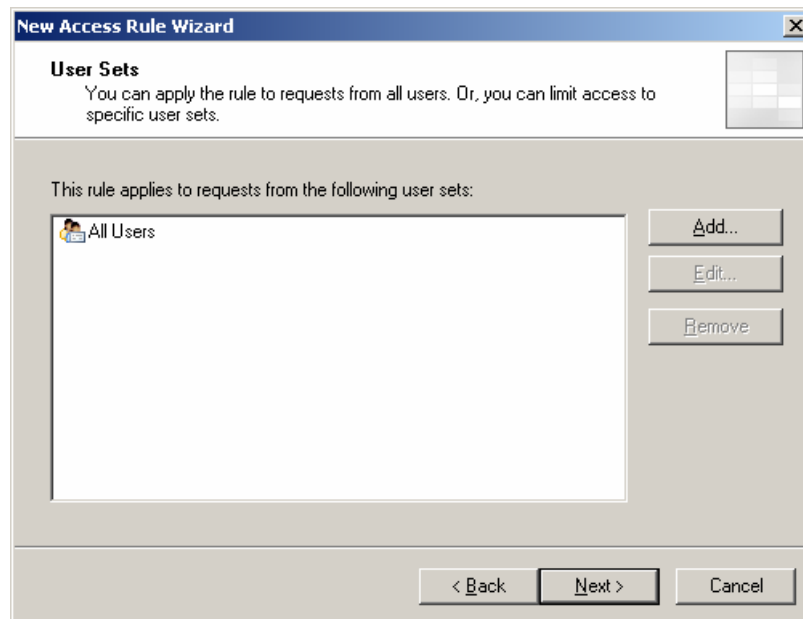 New Access Rule Wizard
User Sets
You can apply the rule to requests from all users. Or, you can limit access to
specific user sets.
This rule applies to requests from the following user sets:
All Users
Add...
Edit...
Remove
< Back
Next >
Cancel